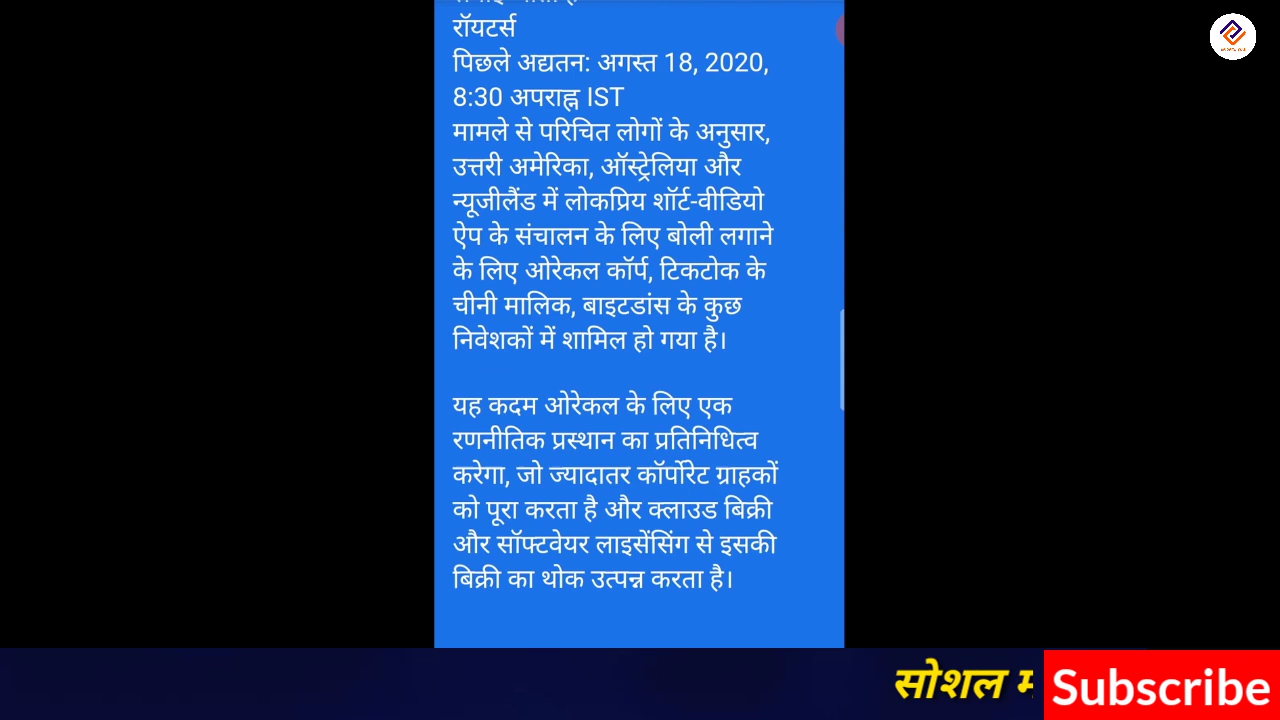 रॉयटर्स
पिछले अद्यतन: अगस्त 18, 2020,
8:30 अपराह्न IST
मामले से परिचित लोगों के अनुसार,
उत्तरी अमेरिका, ऑस्ट्रेलिया और
न्यूजीलैंड में लोकप्रिय शॉर्ट-वीडियो
ऐप के संचालन के लिए बोली लगाने
के लिए ओरेकल कॉर्प, टिकटोक के
चीनी मालिक, बाइटडांस के कुछ
निवेशकों में शामिल हो गया है।
यह कदम ओरेकल के लिए एक
रणनीतिक प्रस्थान का प्रतिनिधित्व
करेगा, जो ज्यादातर कॉर्पोरेट ग्राहकों
को पूरा करता है और क्लाउड बिक्री
और सॉफ्टवेयर लाइसेंसिंग से इसकी
बिक्री का थोक उत्पन्न करता है।
सोशल
Subscribe